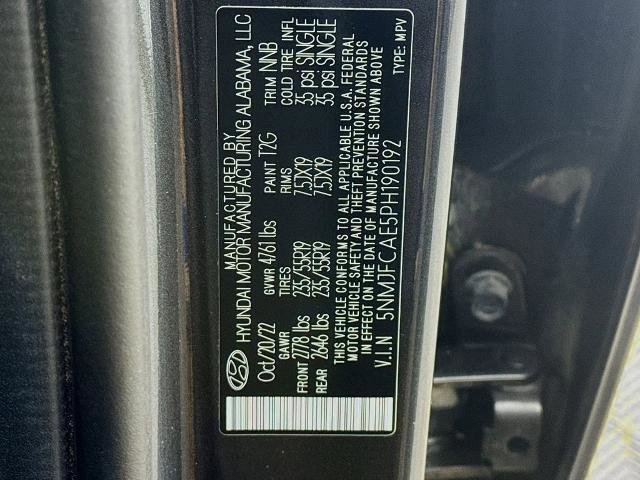 MANUFACTURED BY
HYUNDAI MOTOR MANUFACTURING ALABAMA, LLC
Oct/20/22 GVWR 4761 lbs PAINT T2G TRIM NNB
GAWR TIRES RIMS COLD TIRE INFL
FRONT 2778 lbs 235/55R19 7.5JX19 35 psi SINGLE
REAR 2646 lbs 235/55R19 7.5JX19 35 psi SINGLE
THIS VEHICLE CONFORMS TO ALL APPLICABLE U.S.A. FEDERAL
MOTOR VEHICLE SAFETY AND THEFT PREVENTION STANDARDS
IN EFFECT ON THE DATE OF MANUFACTURE SHOWN ABOVE
V.I.N 5NMJFCAE5PH190192 TYPE: MPV